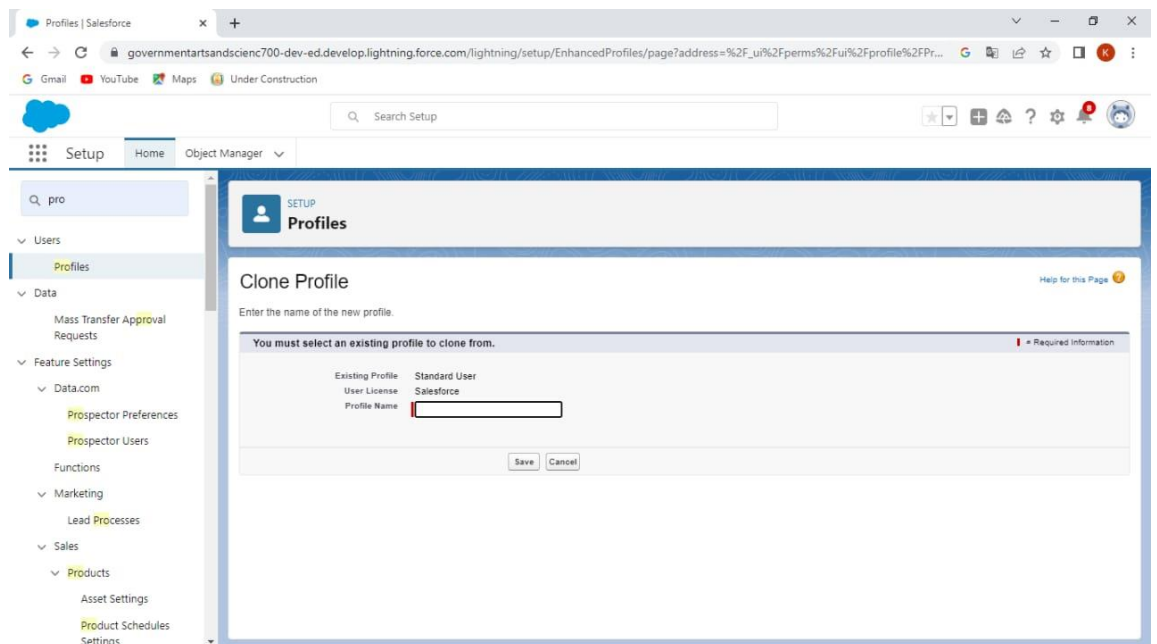 Profiles | Salesforce
governmentartsandscienc700-dev-ed.develop.lightning.force.com/lightning/setup/EnhancedProfiles/page?address=%2F_ui%2Fperms%2Fui%2Fprofile%2FPr...
K
Gmail YouTube Maps Under Construction
Search Setup
8
Setup Home Object Manager
pro
Users
Profiles
Data
Mass Transfer Approval
Requests
Feature Settings
Data.com
Prospector Preferences
Prospector Users
Functions
Marketing
Lead Processes
Sales
Products
Asset Settings
Product Schedules
Settings
SETUP
Profiles
Clone Profile
Help for this Page
Enter the name of the new profile.
You must select an existing profile to clone from.
= Required Information
Existing Profile Standard User
User License Salesforce
Profile Name
Save Cancel